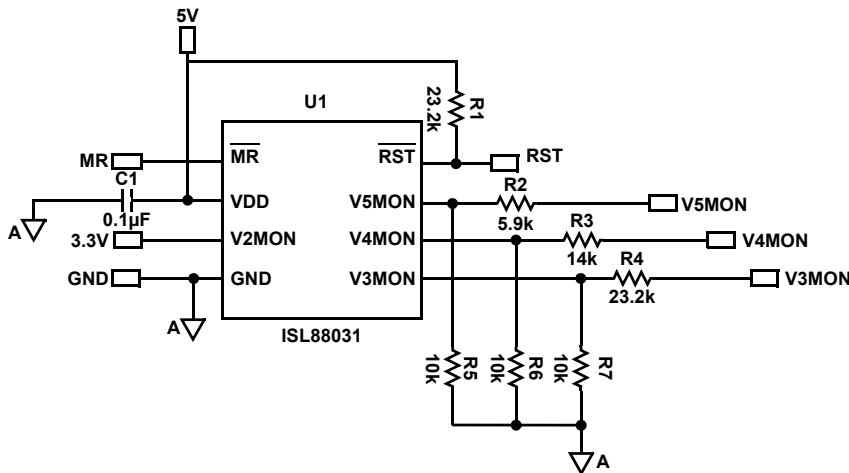 5V
U1
R1
23.2k
MR
MR
RST
RST
C1
0.1µF
A
VDD
V5MON
R2
5.9k
V5MON
3.3V
V2MON
V4MON
R3
14k
V4MON
GND
GND
V3MON
R4
23.2k
V3MON
A
ISL88031
R5
10k
R6
10k
R7
10k
A